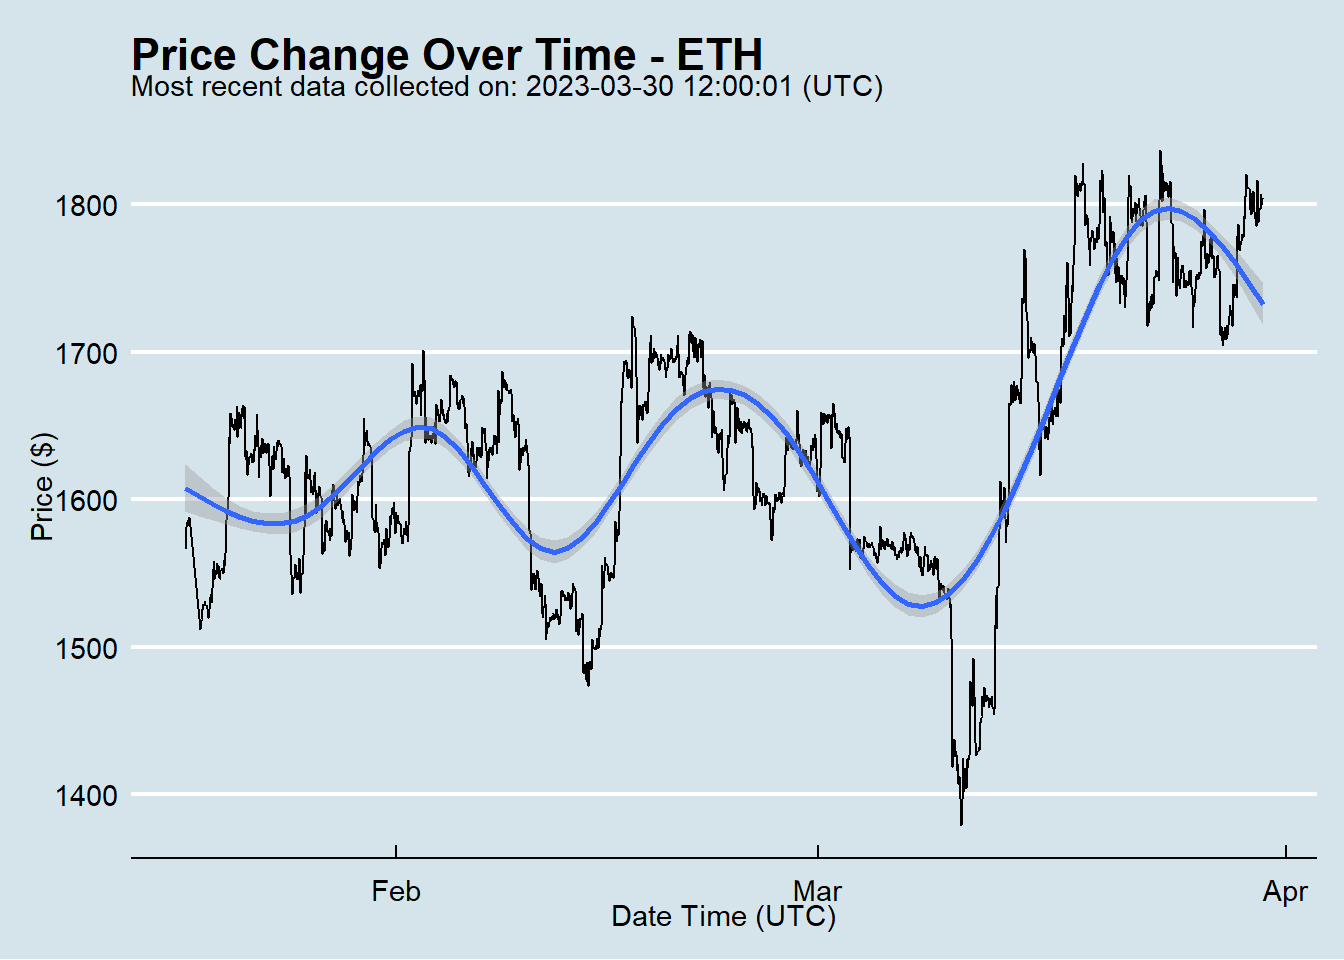 Price Change Over Time - ETH
Most recent data collected on: 2023-03-30 12:00:01 (UTC)
Price ($)
1800
1700
1600
1500
1400
Feb
Mar
Apr
Date Time (UTC)